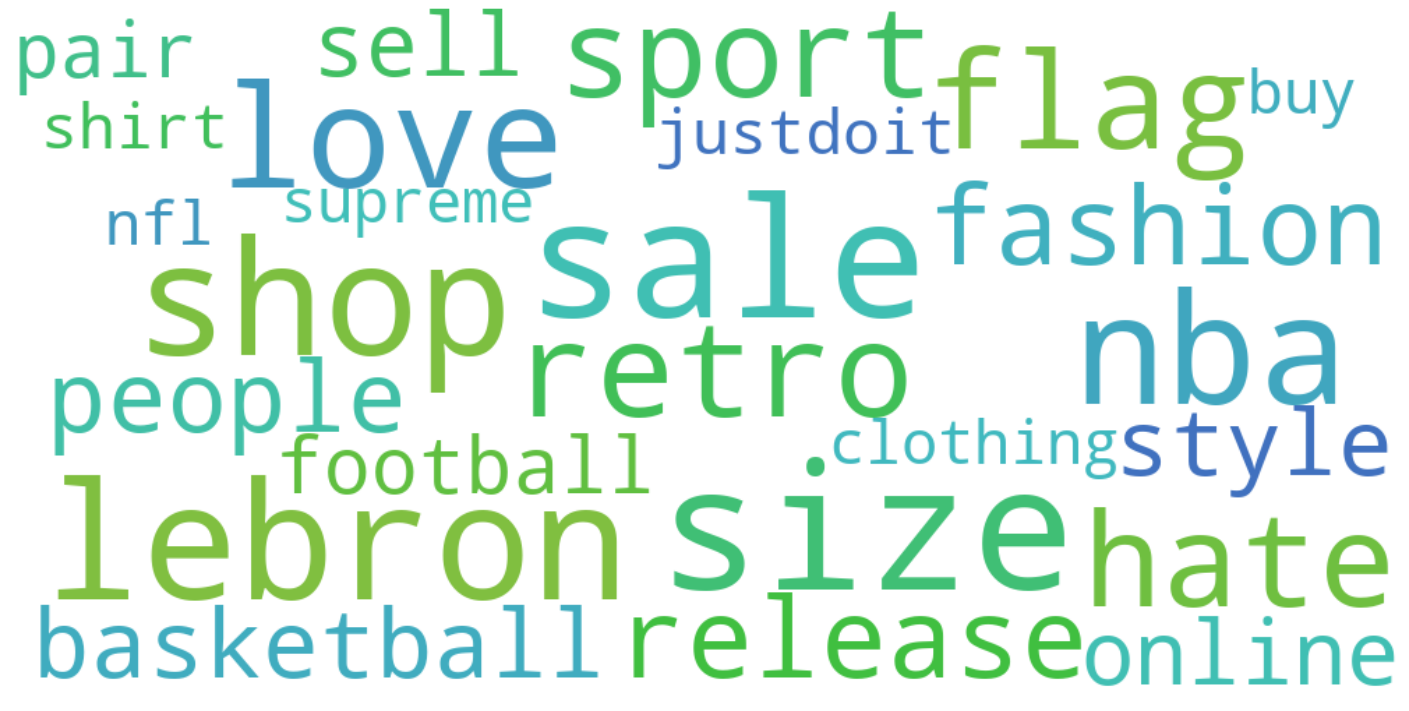 pair
sell
sport
flag
buy
shirt
love
justdoit
nfl
supreme
sale
fashion
shop
retro
nba
people
football
clothing
style
lebron
size
hate
basketball
release
online